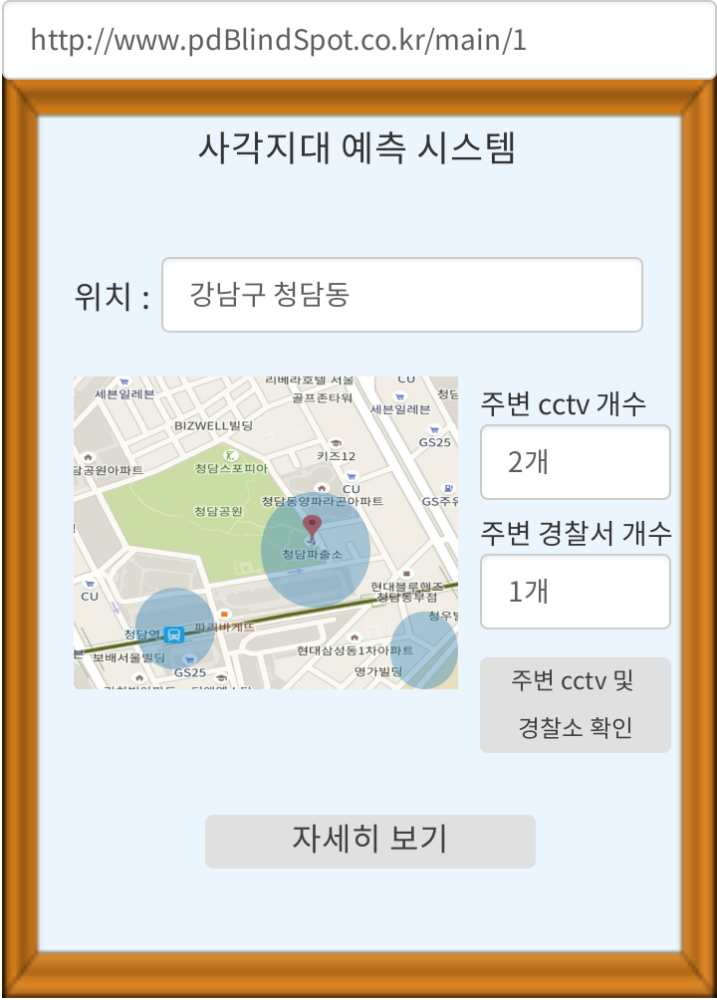 http://www.pdBlindSpot.co.kr/main/1
사각지대 예측 시스템
위치 : 강남구 청담동
리베라호텔 서울
CU
세븐일레븐
골프존타워
청담
세븐일레븐
BIZWELL빌딩
GS25
키즈12
담공원아파트
청담스포피아
CU
GS주유
청담동양파라곤아파트
청담공원
청담파출소
현대블루핸즈
청담동부점
CU
청우빌
파리바게뜨
청담역
현대삼성동1차아파트
보배서울빌딩
GS25
명가빌딩
주변 cctv 개수
2개
주변 경찰서 개수
1개
주변 cctv 및
경찰소 확인
자세히 보기